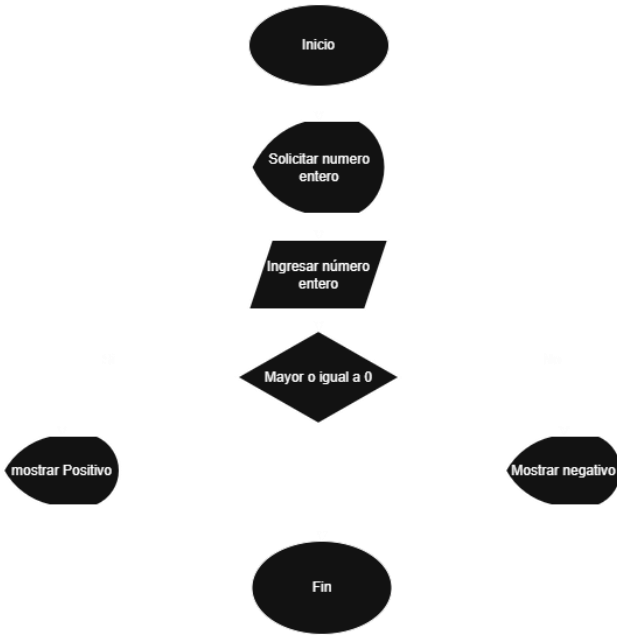 Inicio
Solicitar numero
entero
Ingresar número
entero
Mayor o igual a 0
mostrar Positivo
Mostrar negativo
Fin